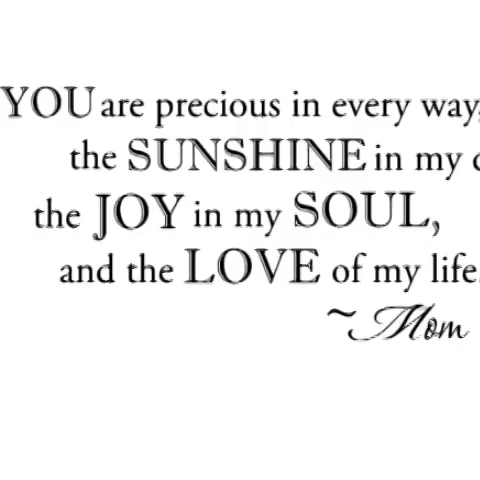 YOU are precious in every way,
the SUNSHINE in my
the JOY in my SOUL,
and the LOVE of my life.
~Mom